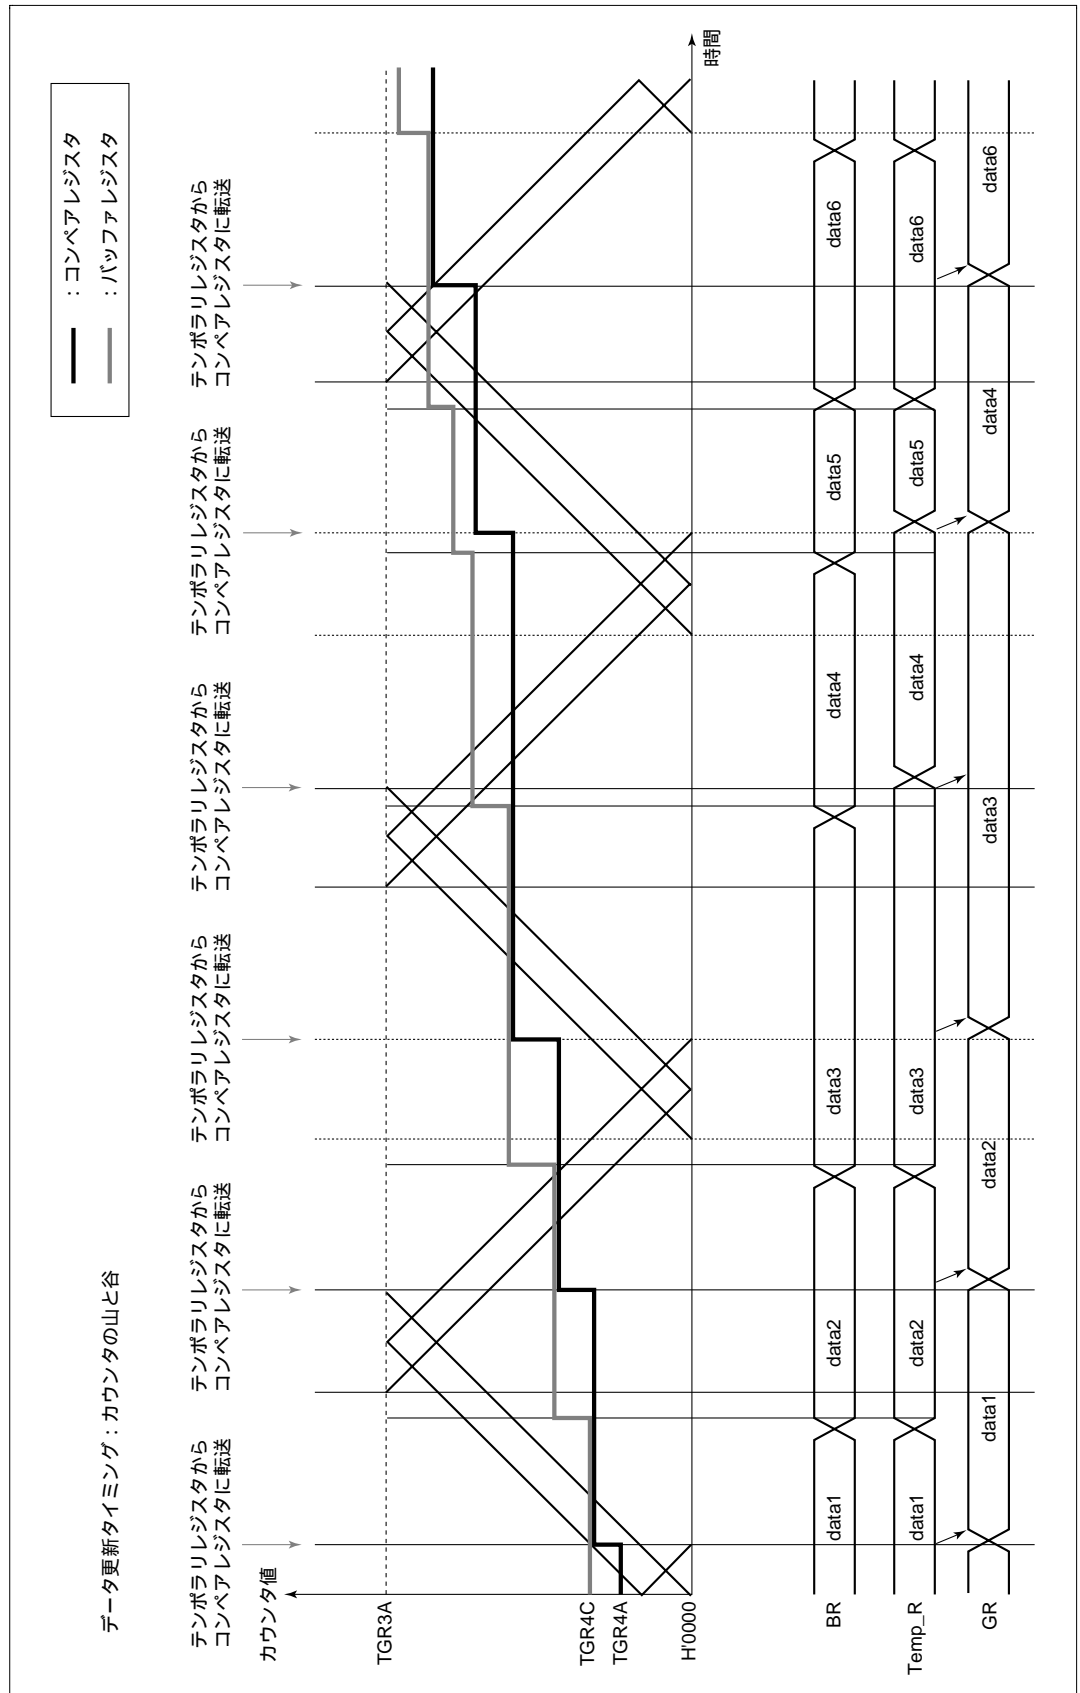 データ更新タイミング：カウンタの山と谷
：コンペアレジスタ
：バッファレジスタ
テンポラリレジスタから
コンペアレジスタに転送
テンポラリレジスタから
コンペアレジスタに転送
テンポラリレジスタから
コンペアレジスタに転送
テンポラリレジスタから
コンペアレジスタに転送
テンポラリレジスタから
コンペアレジスタに転送
テンポラリレジスタから
コンペアレジスタに転送
カウンタ値
TGR3A
TGR4C
TGR4A
H'0000
時間
BR
data1
data2
data3
data4
data5
data6
Temp_R
data1
data2
data3
data4
data5
data6
GR
data1
data2
data3
data4
data6